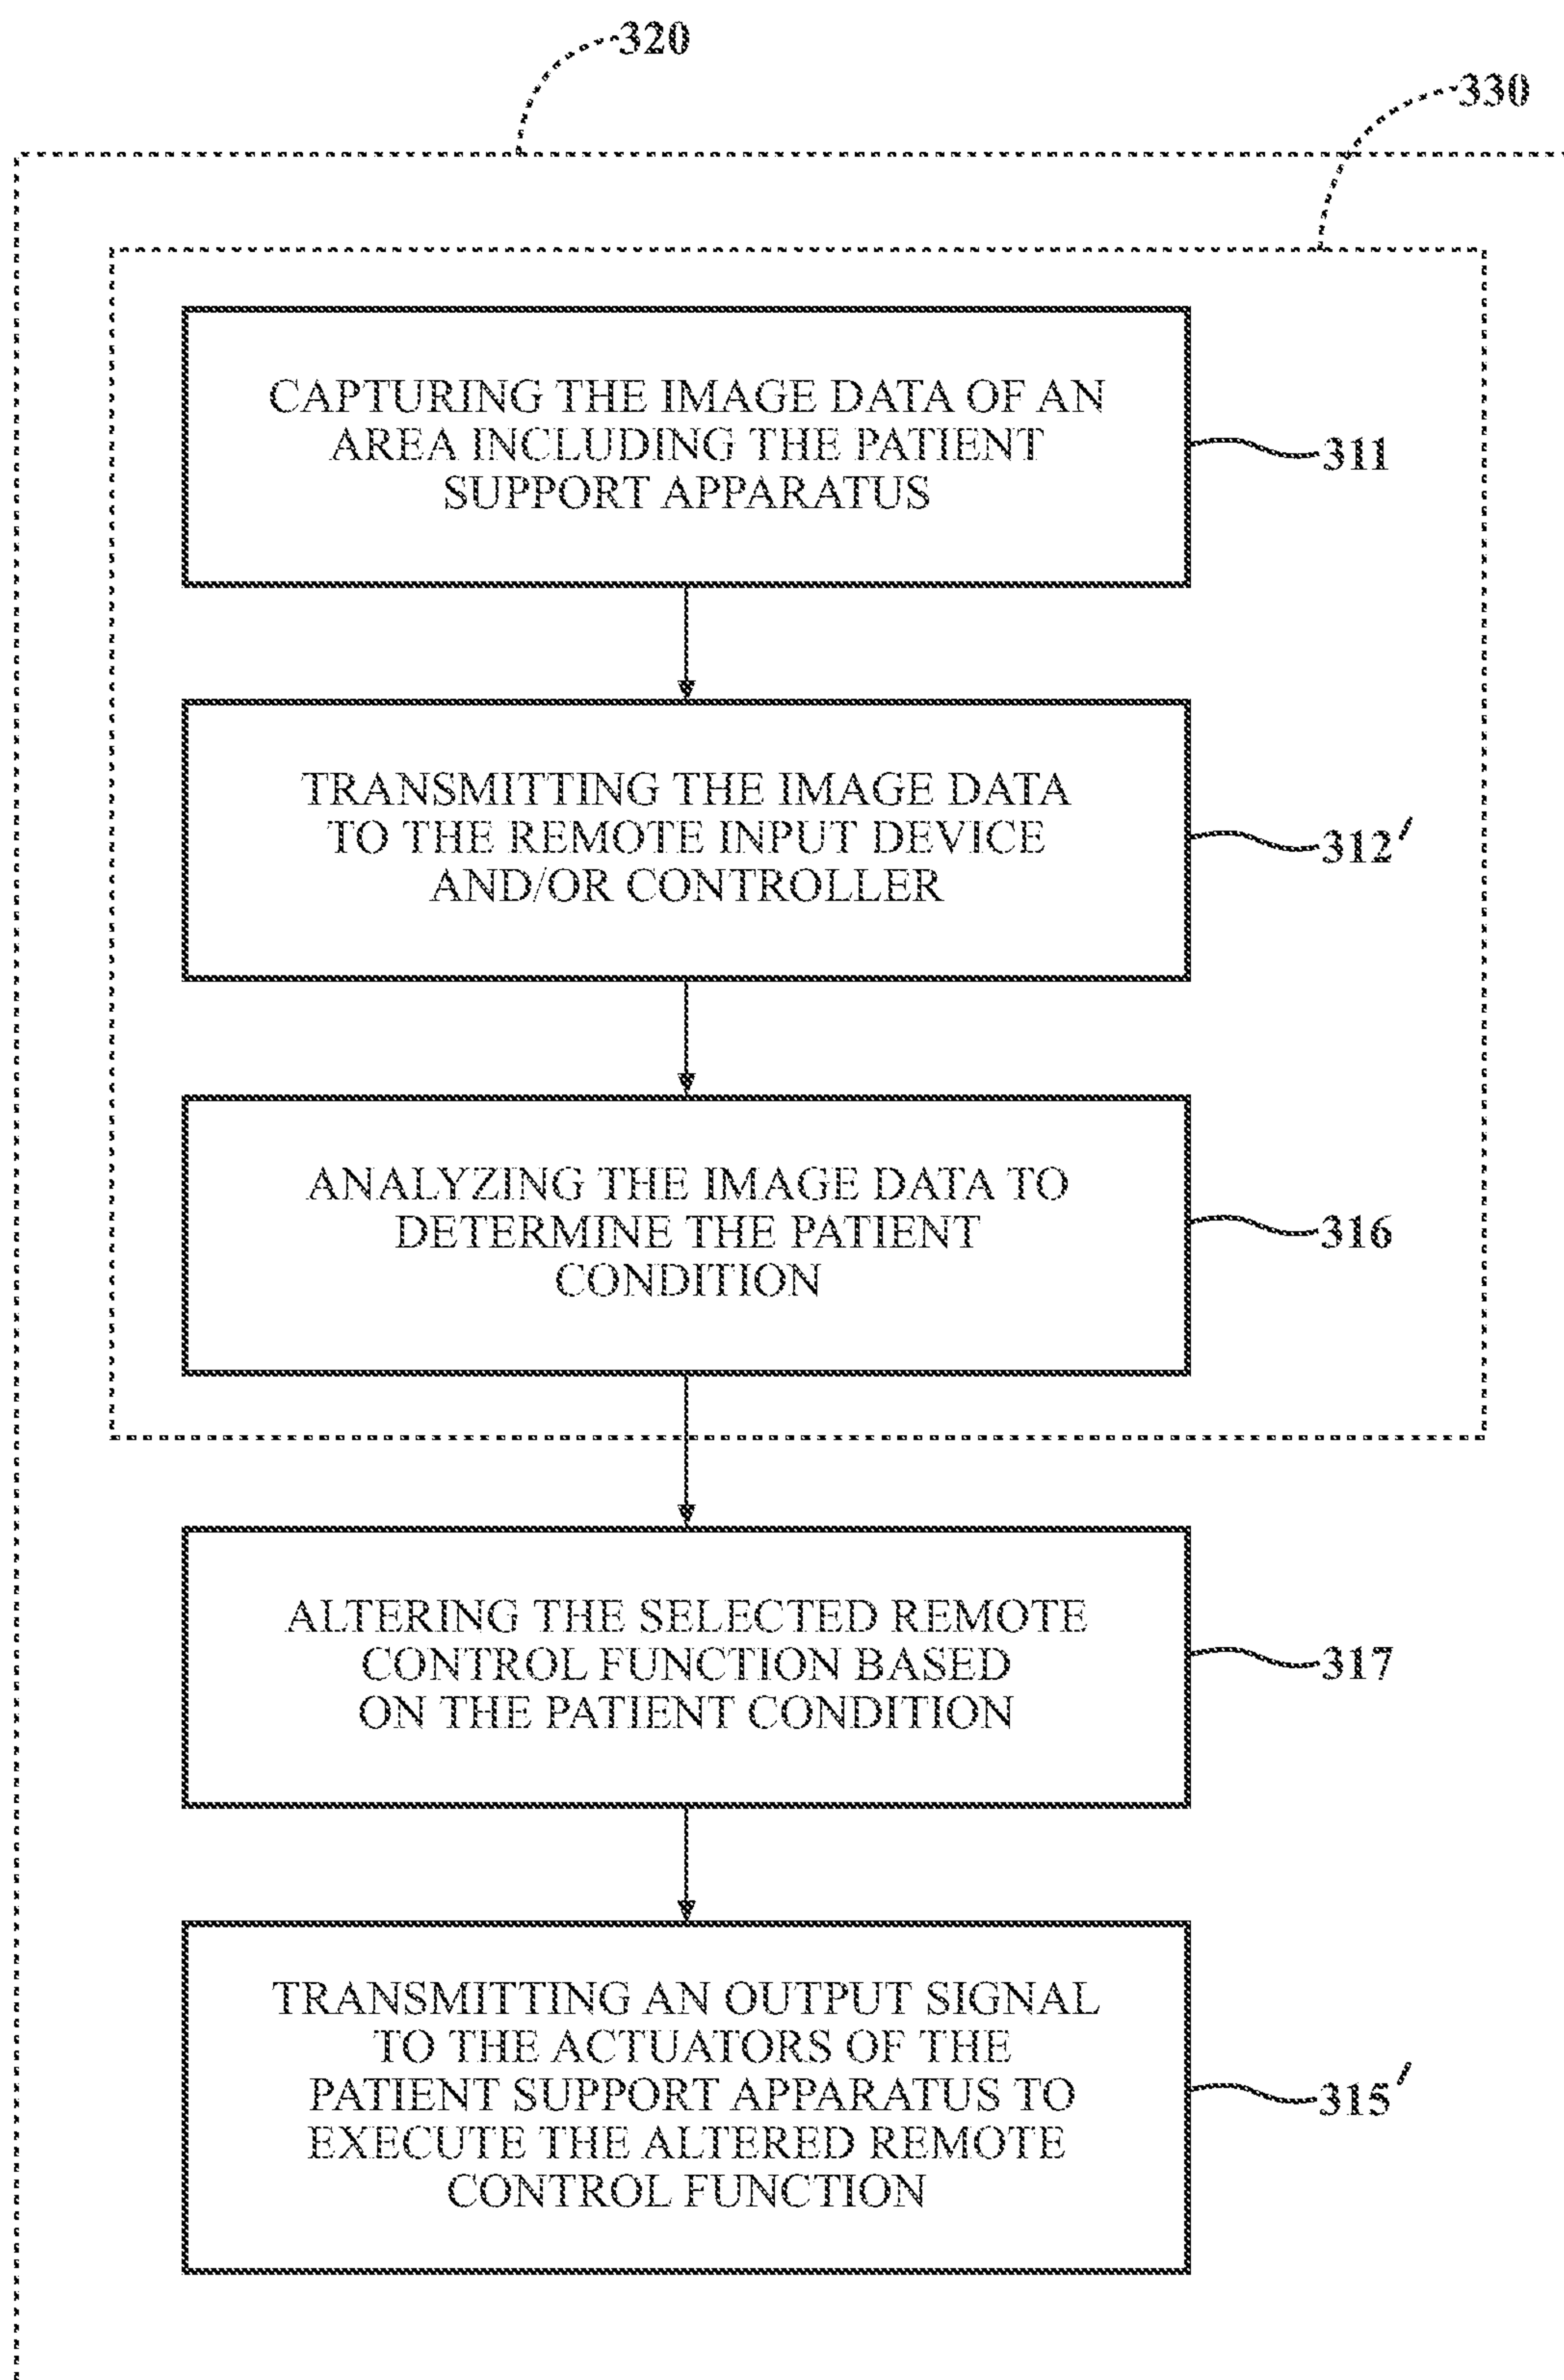 320
330
CAPTURING THE IMAGE DATA OF AN
AREA INCLUDING THE PATIENT
SUPPORT APPARATUS
311
TRANSMITTING THE IMAGE DATA
TO THE REMOTE INPUT DEVICE
AND/OR CONTROLLER
312'
ANALYZING THE IMAGE DATA TO
DETERMINE THE PATIENT
CONDITION
316
ALTERING THE SELECTED REMOTE
CONTROL FUNCTION BASED
ON THE PATIENT CONDITION
317
TRANSMITTING AN OUTPUT SIGNAL
TO THE ACTUATORS OF THE
PATIENT SUPPORT APPARATUS TO
EXECUTE THE ALTERED REMOTE
CONTROL FUNCTION
315'